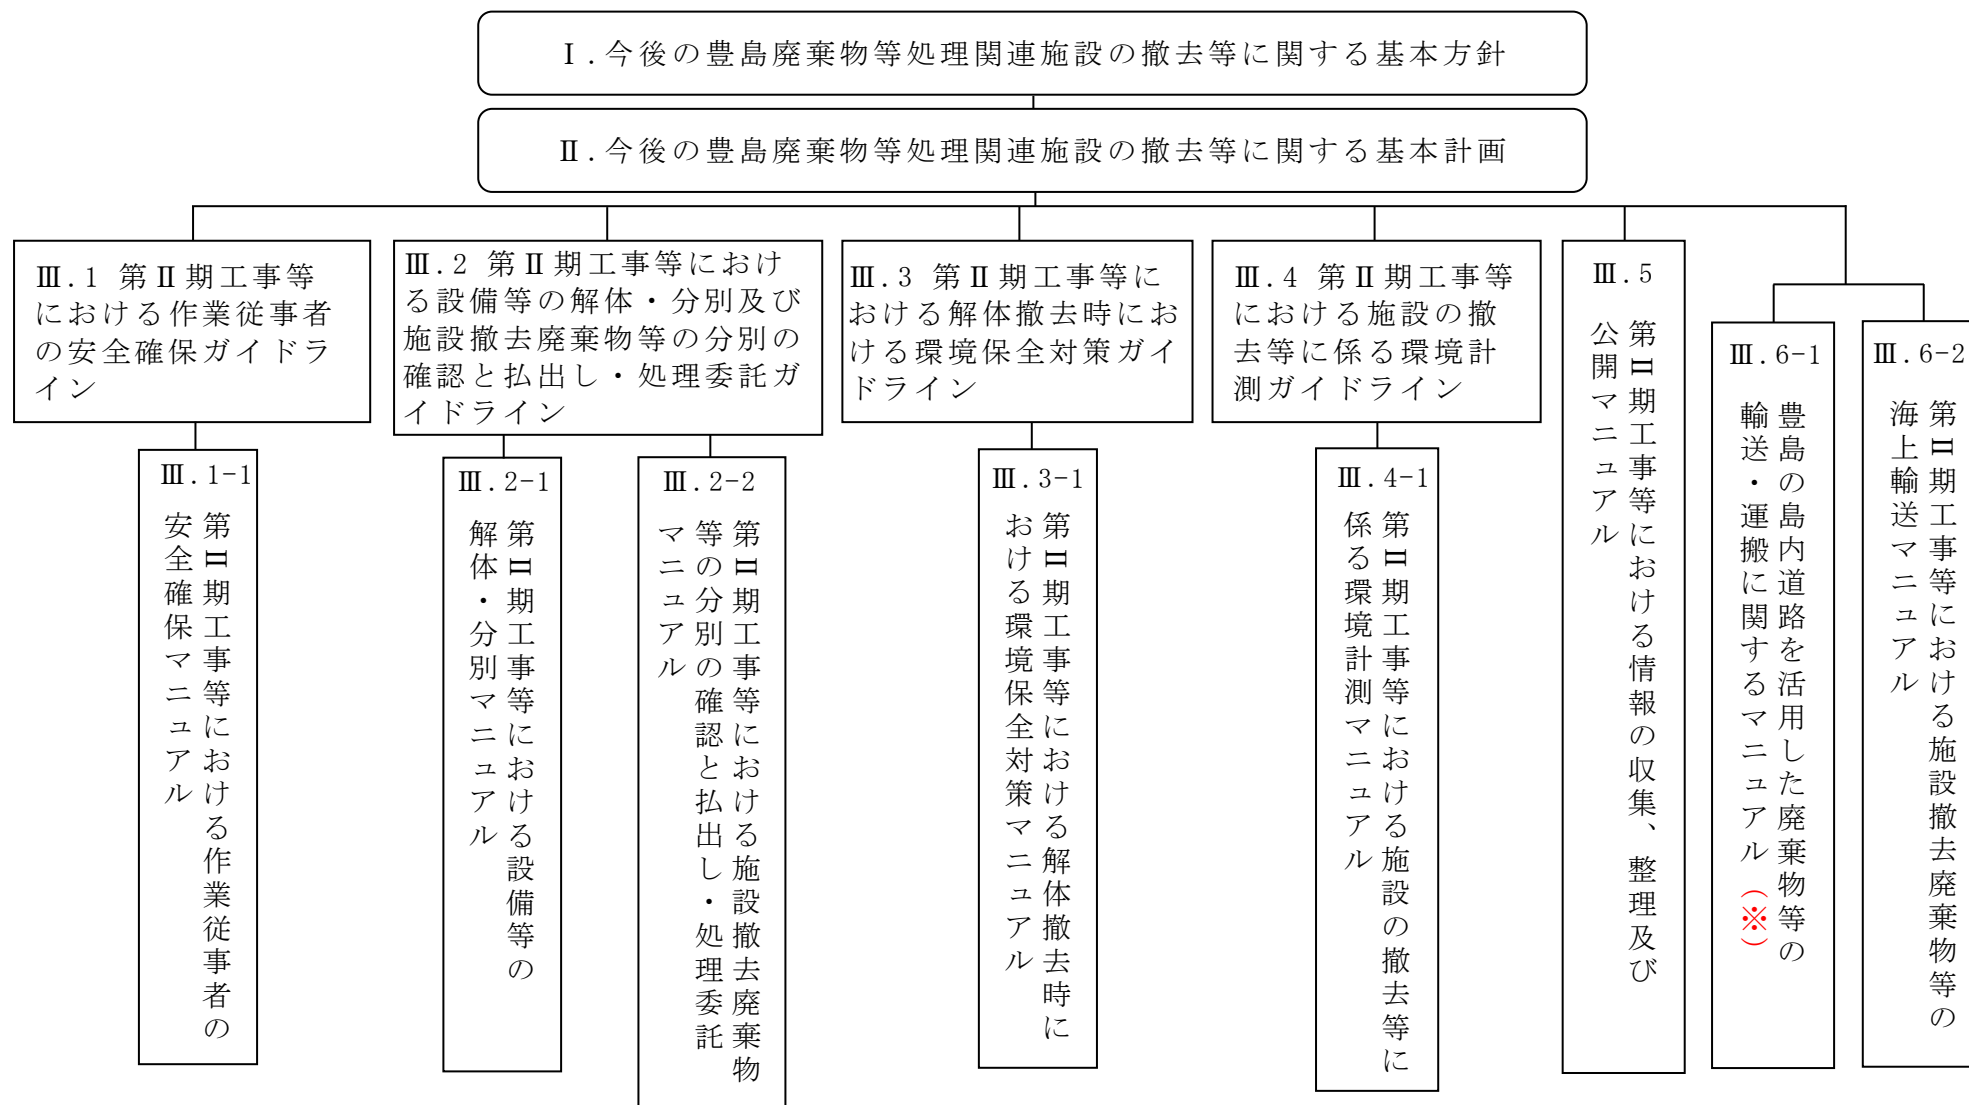 Ⅰ.今後の豊島廃棄物等処理関連施設の撤去等に関する基本方針
Ⅱ.今後の豊島廃棄物等処理関連施設の撤去等に関する基本計画
Ⅲ.1 第Ⅱ期工事等
における作業従事者
の安全確保ガイドラ
イン
Ⅲ.2 第Ⅱ期工事等におけ
る設備等の解体・分別及び
施設撤去廃棄物等の分別の
確認と払出し・処理委託ガ
イドライン
Ⅲ.3 第Ⅱ期工事等に
おける解体撤去時にお
ける環境保全対策ガイ
ドライン
Ⅲ.4 第Ⅱ期工事等
における施設の撤
去等に係る環境計
測ガイドライン
Ⅲ.5
第Ⅱ期工事等における情報の収集、整理及び
公開マニュアル
Ⅲ.6-1
豊島の島内道路を活用した廃棄物等の
輸送・運搬に関するマニュアル(※)
Ⅲ.6-2
第Ⅱ期工事等における施設撤去廃棄物等の
海上輸送マニュアル
Ⅲ.1-1
第Ⅱ期工事等における作業従事者の
安全確保マニュアル
Ⅲ.2-1
第Ⅱ期工事等における設備等の
解体・分別マニュアル
Ⅲ.2-2
第Ⅱ期工事等における施設撤去廃棄物
等の分別の確認と払出し・処理委託
マニュアル
Ⅲ.3-1
第Ⅱ期工事等における解体撤去時に
おける環境保全対策マニュアル
Ⅲ.4-1
第Ⅱ期工事等における施設の撤去等に
係る環境計測マニュアル